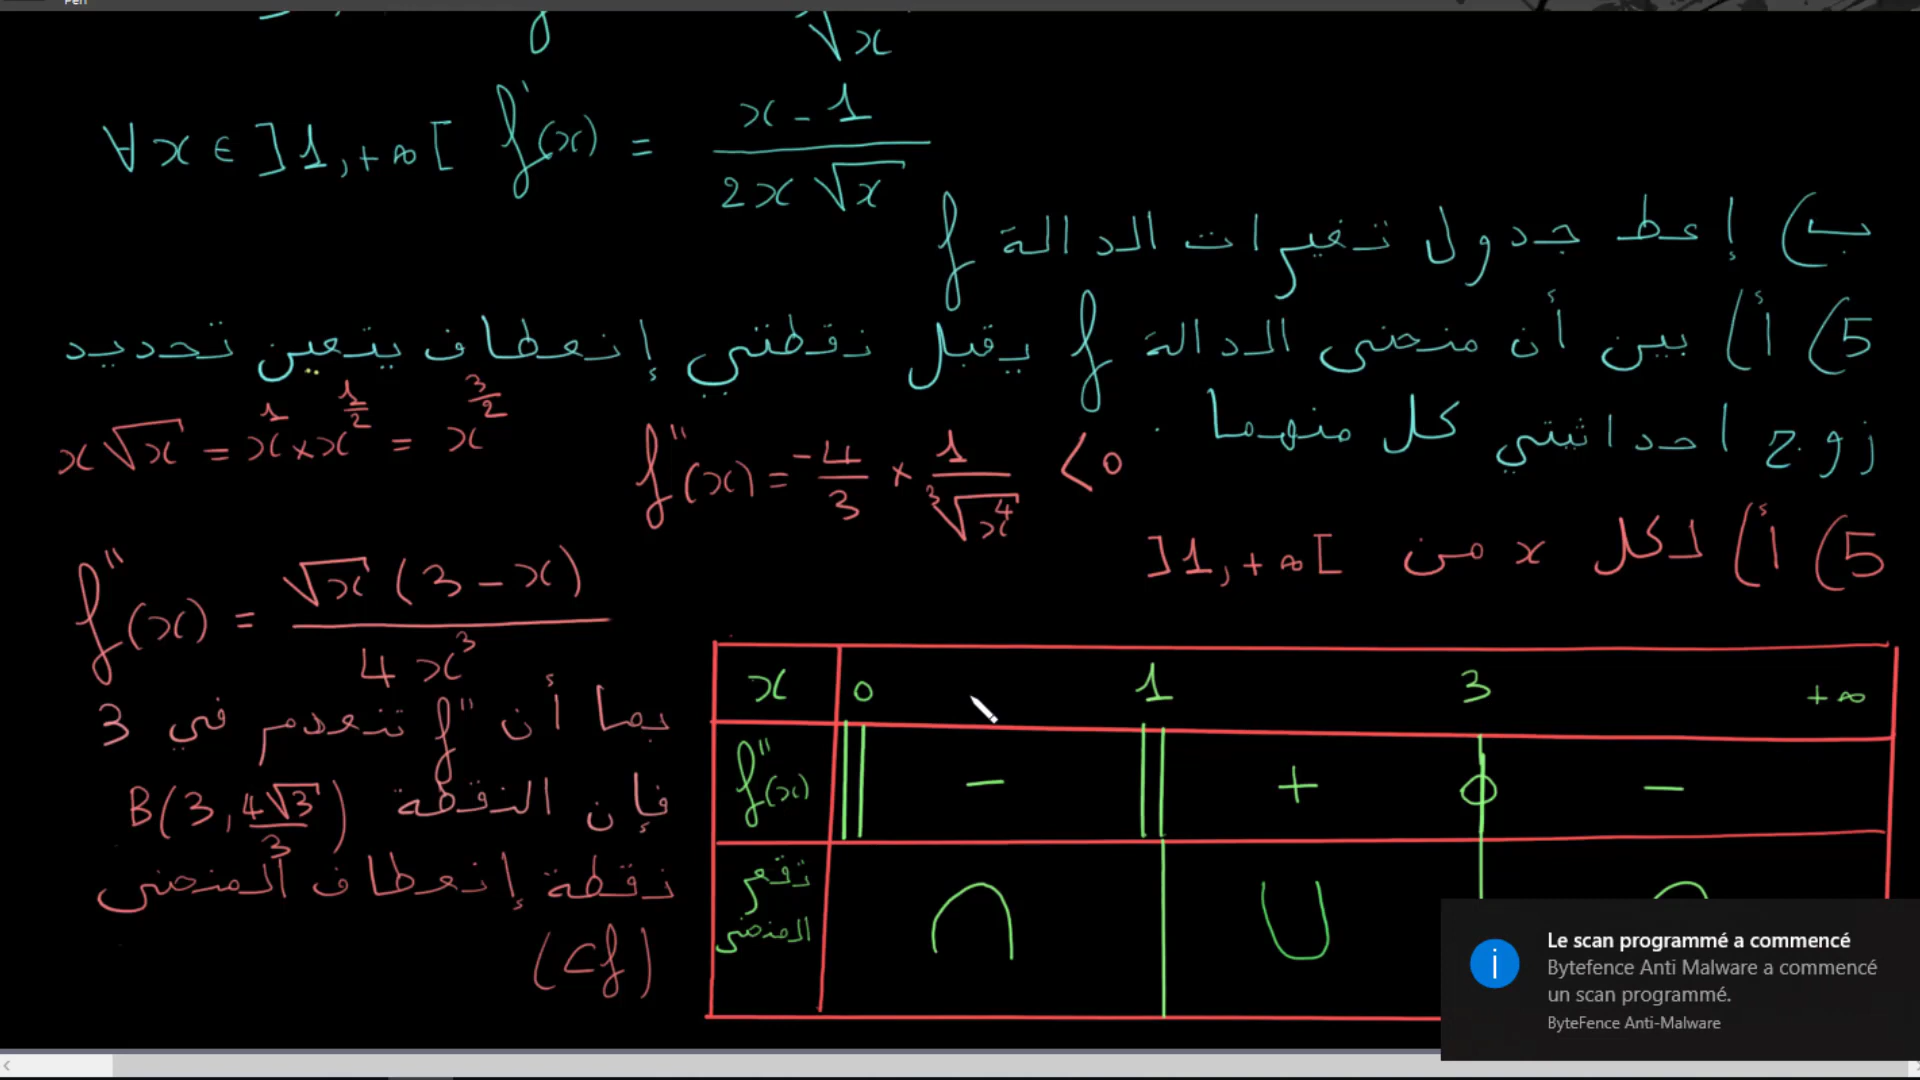 Pen
√x
∀x ∈ ]1, +∞[ f'(x) = (x - 1) / (2x√x)
ب) إعط جدول تغيرات الدالة f
5) أ) بين أن منحنى الدالة f يقبل نقطتي إنعطاف يتعين تحديد
زوج احداثيتي كل منهما .
x√x = x¹ × x^(1/2) = x^(3/2)
f''(x) = -4/3 × 1/∛(x⁴) < 0
5) أ) لكل x من ]1, +∞[
f''(x) = √x (3 - x) / 4x³
بما أن f'' تنعدم في 3
فإن النقطة B(3, 4√3/3)
نقطة إنعطاف المنحنى
(Cf)
x 0 1 3 +∞
f''(x) || - || + 0 -
تقعر المنحنى ∩ ∪ ∩
Le scan programmé a commencé
Bytefence Anti Malware a commencé
un scan programmé.
ByteFence Anti-Malware